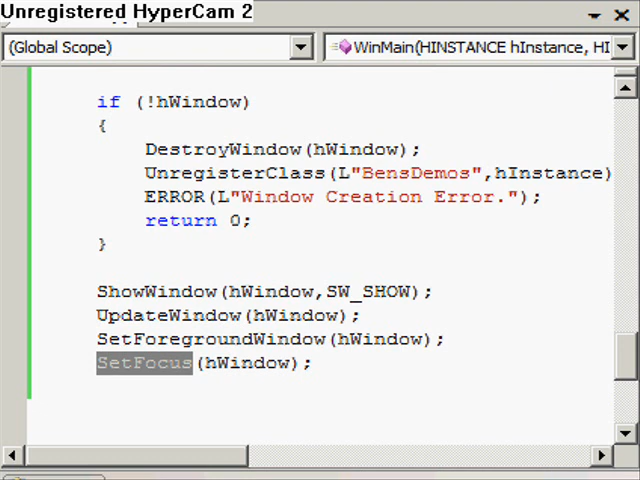 Unregistered HyperCam 2
(Global Scope)
WinMain(HINSTANCE hInstance, HI
if (!hWindow)
{
DestroyWindow(hWindow);
UnregisterClass(L"BensDemos",hInstance)
ERROR(L"Window Creation Error.");
return 0;
}
ShowWindow(hWindow,SW_SHOW);
UpdateWindow(hWindow);
SetForegroundWindow(hWindow);
SetFocus(hWindow);